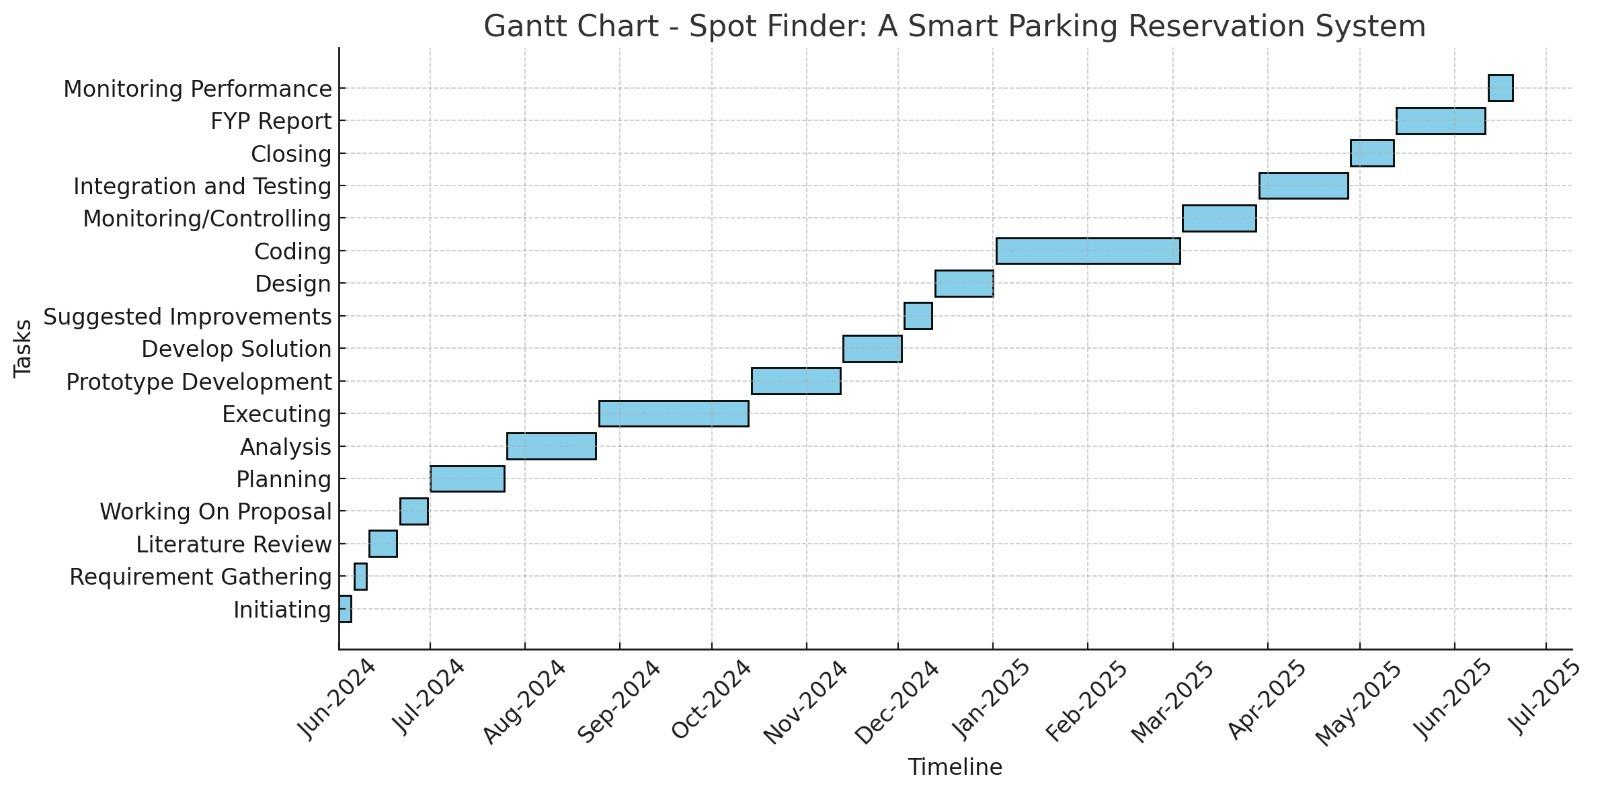 Gantt Chart - Spot Finder: A Smart Parking Reservation System
Tasks
Monitoring Performance
FYP Report
Closing
Integration and Testing
Monitoring/Controlling
Coding
Design
Suggested Improvements
Develop Solution
Prototype Development
Executing
Analysis
Planning
Working On Proposal
Literature Review
Requirement Gathering
Initiating
Jun-2024
Jul-2024
Aug-2024
Sep-2024
Oct-2024
Nov-2024
Dec-2024
Jan-2025
Feb-2025
Mar-2025
Apr-2025
May-2025
Jun-2025
Jul-2025
Timeline